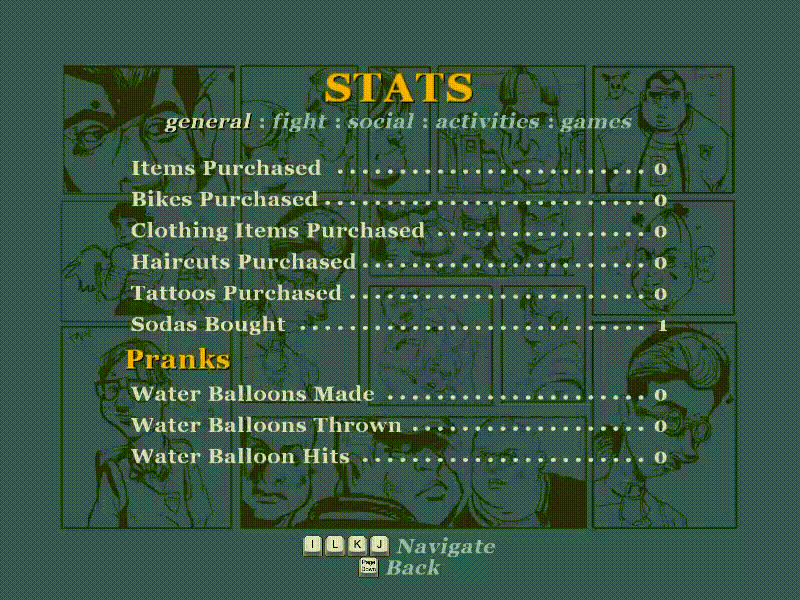 STATS
general : fight : social : activities : games
Items Purchased ........................ 0
Bikes Purchased .......................... 0
Clothing Items Purchased ................. 0
Haircuts Purchased ....................... 0
Tattoos Purchased ........................ 0
Sodas Bought ............................ 1
Pranks
Water Balloons Made ..................... 0
Water Balloons Thrown ................... 0
Water Balloon Hits ....................... 0
I L K J Navigate
Page Down Back